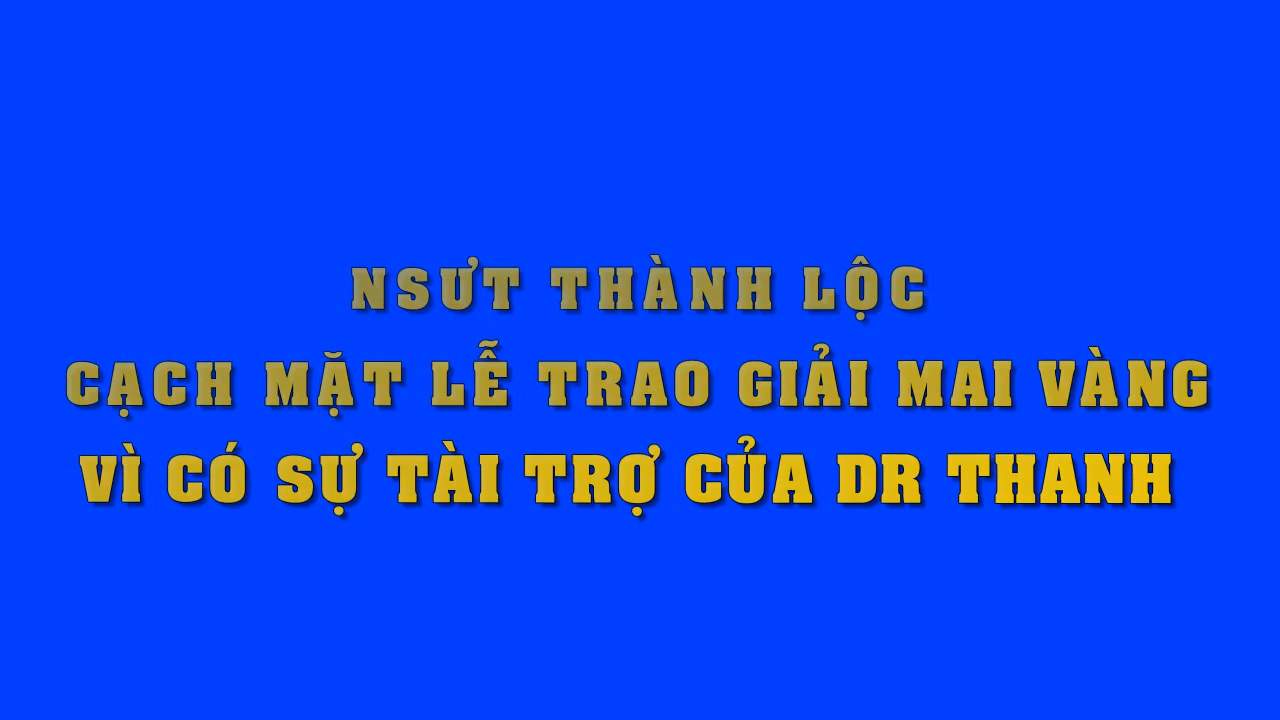 NSƯT THÀNH LỘC
CẠCH MẶT LỄ TRAO GIẢI MAI VÀNG
VÌ CÓ SỰ TÀI TRỢ CỦA DR THANH